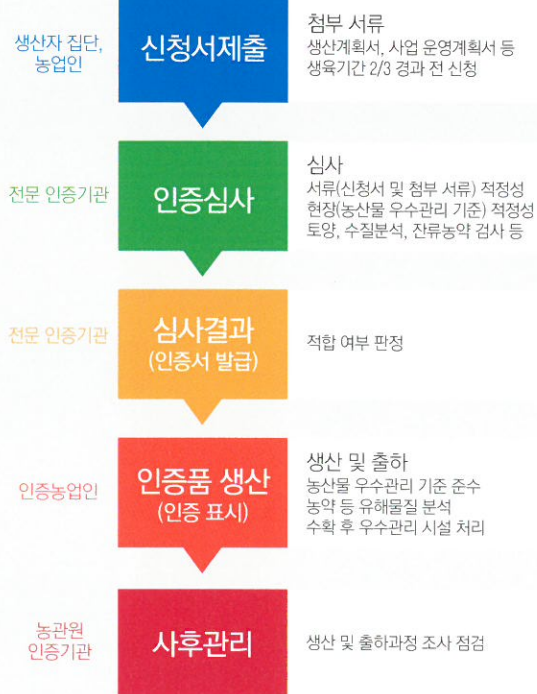 생산자 집단,
농업인
신청서제출
첨부 서류
생산계획서, 사업 운영계획서 등
생육기간 2/3 경과 전 신청
전문 인증기관
인증심사
심사
서류(신청서 및 첨부 서류) 적정성
현장(농산물 우수관리 기준) 적정성
토양, 수질분석, 잔류농약 검사 등
전문 인증기관
심사결과
(인증서 발급)
적합 여부 판정
인증농업인
인증품 생산
(인증 표시)
생산 및 출하
농산물 우수관리 기준 준수
농약 등 유해물질 분석
수확 후 우수관리 시설 처리
농관원
인증기관
사후관리
생산 및 출하과정 조사 점검